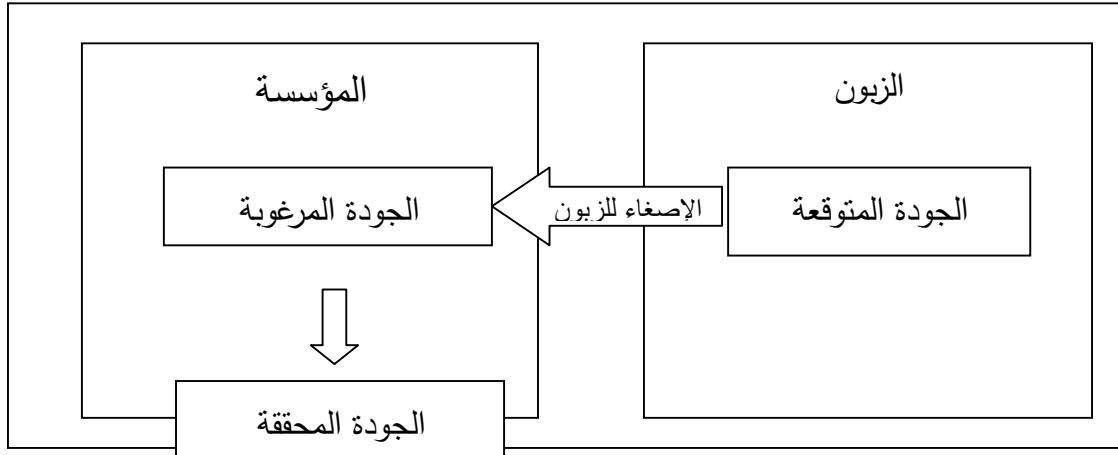 الزبون
المؤسسة
الجودة المتوقعة
الإصغاء للزبون
الجودة المرغوبة
الجودة المحققة